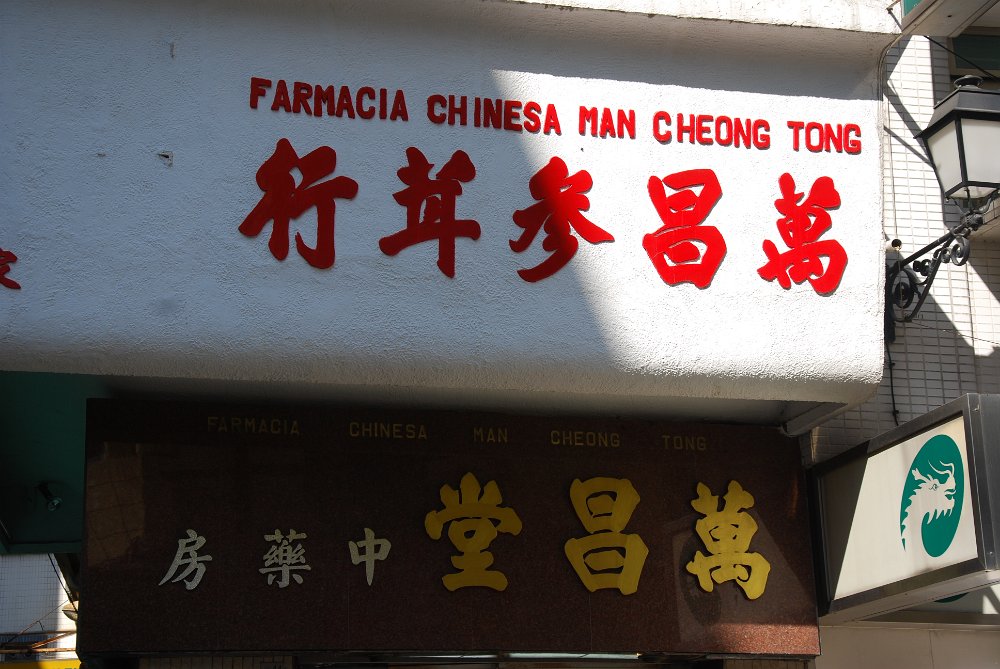 FARMACIA CHINESA MAN CHEONG TONG
萬昌參茸行
家
FARMACIA CHINESA MAN CHEONG TONG
萬昌堂中藥房